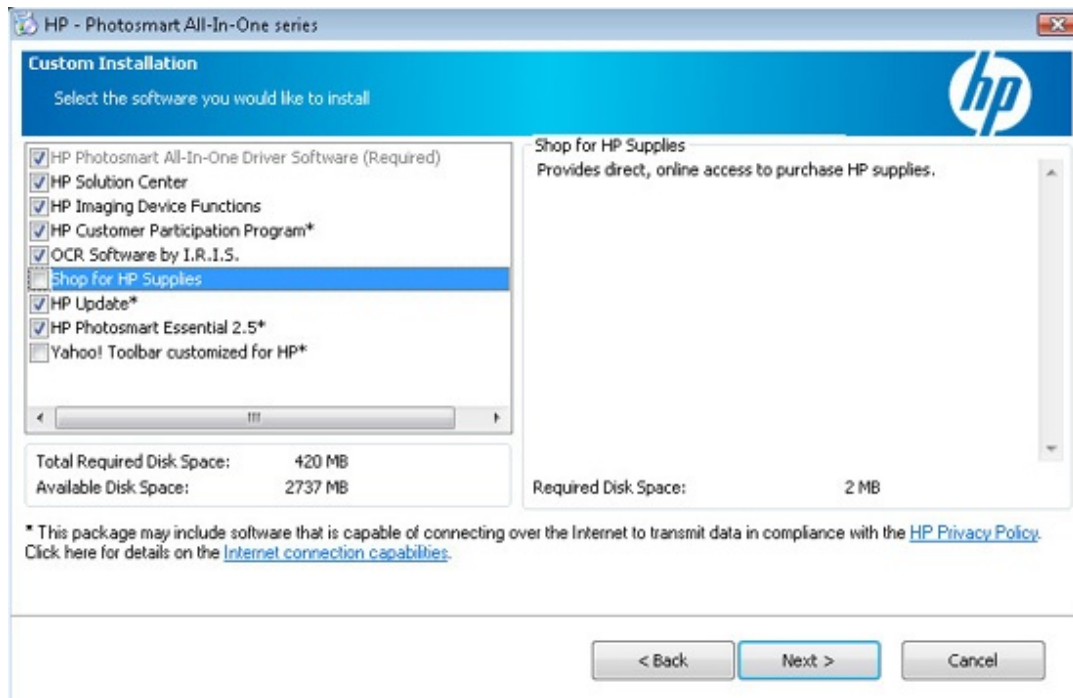 HP - Photosmart All-In-One series
Custom Installation
Select the software you would like to install
hp
HP Photosmart All-In-One Driver Software (Required)
HP Solution Center
HP Imaging Device Functions
HP Customer Participation Program*
OCR Software by I.R.I.S.
Shop for HP Supplies
HP Update*
HP Photosmart Essential 2.5*
Yahoo! Toolbar customized for HP*
Total Required Disk Space: 420 MB
Available Disk Space: 2737 MB
Shop for HP Supplies
Provides direct, online access to purchase HP supplies.
Required Disk Space: 2 MB
* This package may include software that is capable of connecting over the Internet to transmit data in compliance with the HP Privacy Policy.
Click here for details on the Internet connection capabilities.
< Back
Next >
Cancel